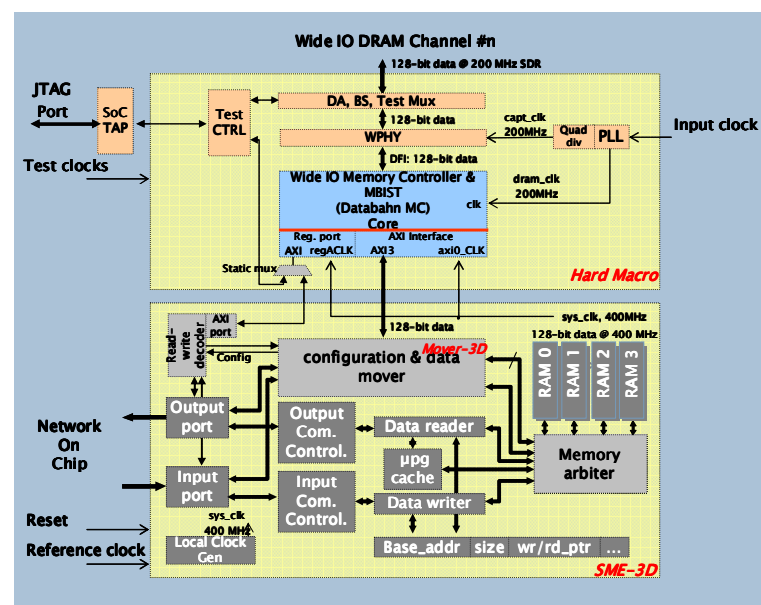 Wide IO DRAM Channel #n
128-bit data @ 200 MHz SDR
JTAG
Port
SoC
TAP
Test
CTRL
DA, BS, Test Mux
128-bit data
WPHY
capt_clk
200MHz
Quad
div
PLL
Input clock
DFI: 128-bit data
Test clocks
Wide IO Memory Controller &
MBIST
(Databahn MC)
Core
clk
dram_clk
200MHz
Reg. port
AXI Interface
AXI
regACLK
AXI3
axi0_CLK
Static mux
Hard Macro
sys_clk, 400MHz
128-bit data
128-bit data @ 400 MHz
Read-
write
decoder
AXI
port
Config
Mover-3D
configuration & data
mover
RAM 0
RAM 1
RAM 2
RAM 3
Output
port
Output
Com.
Control.
Data reader
Network
On
Chip
µpg
cache
Memory
arbiter
Input
port
Input
Com.
Control.
Data writer
sys_clk
400 MHz
Reset
Reference clock
Local Clock
Gen
Base_addr
size
wr/rd_ptr
...
SME-3D